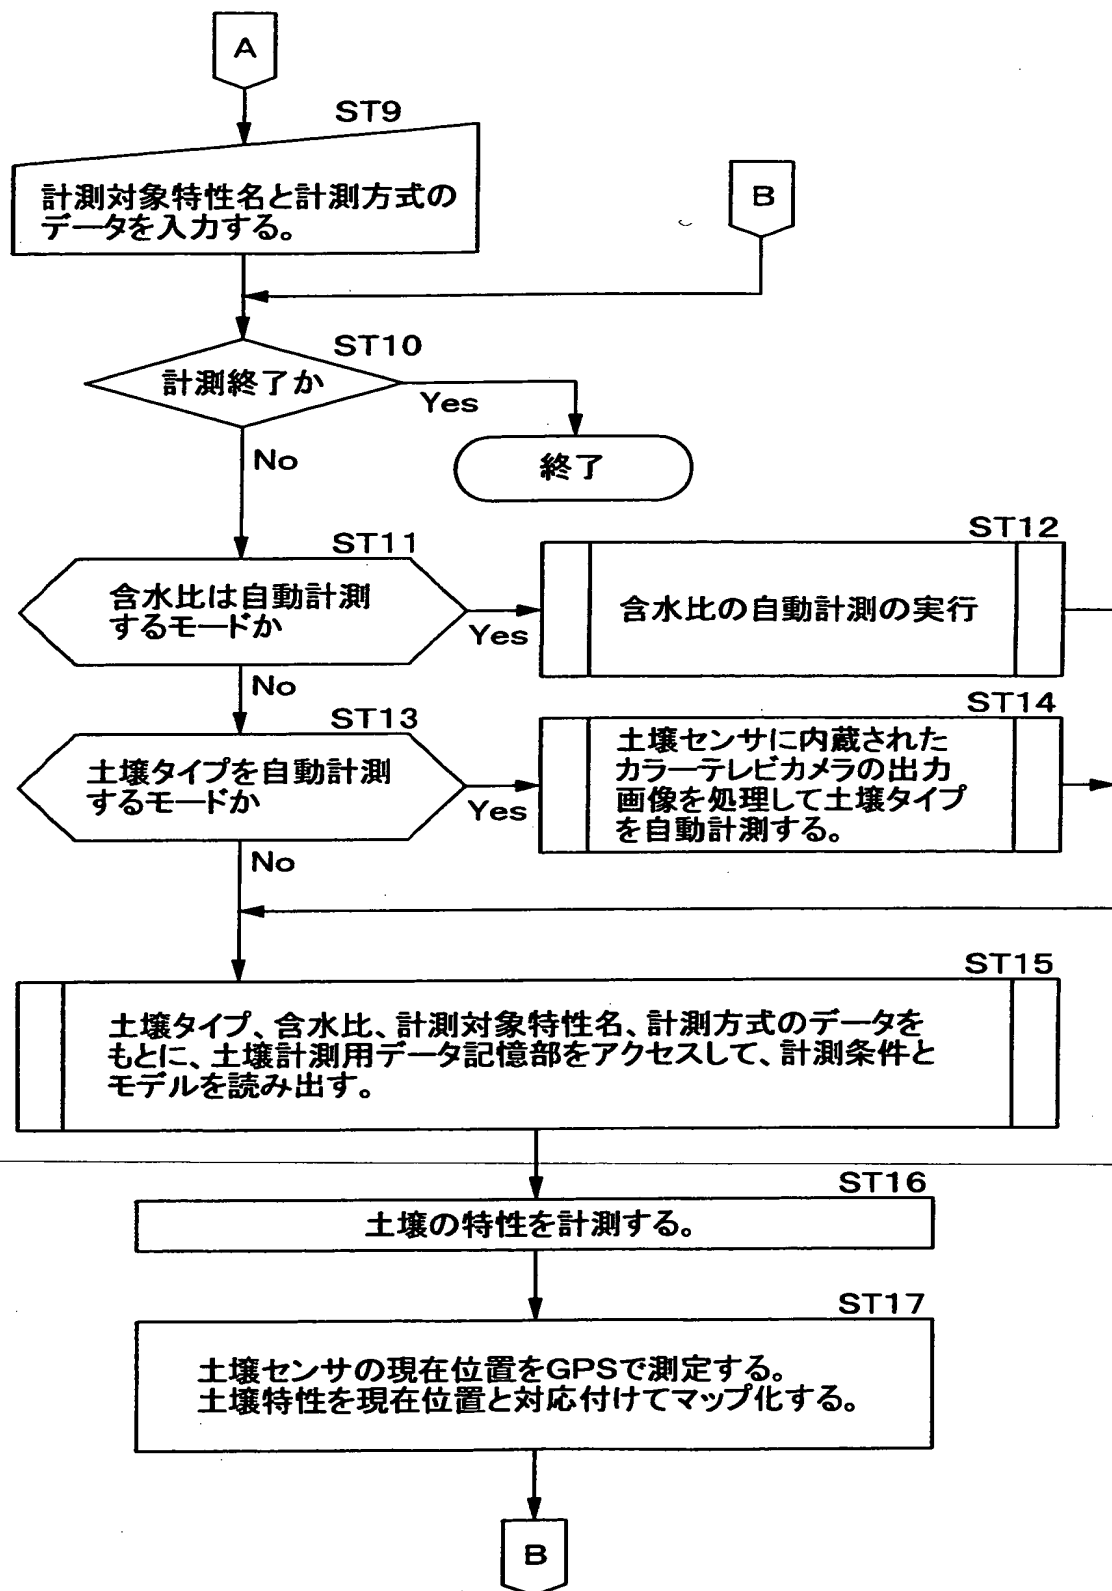 A
ST9
計測対象特性名と計測方式の
データを入力する。
B
ST10
計測終了か
Yes
終了
No
ST11
含水比は自動計測
するモードか
Yes
ST12
含水比の自動計測の実行
No
ST13
土壌タイプを自動計測
するモードか
Yes
ST14
土壌センサに内蔵された
カラーテレビカメラの出力
画像を処理して土壌タイプ
を自動計測する。
No
ST15
土壌タイプ、含水比、計測対象特性名、計測方式のデータを
もとに、土壌計測用データ記憶部をアクセスして、計測条件と
モデルを読み出す。
ST16
土壌の特性を計測する。
ST17
土壌センサの現在位置をGPSで測定する。
土壌特性を現在位置と対応付けてマップ化する。
B